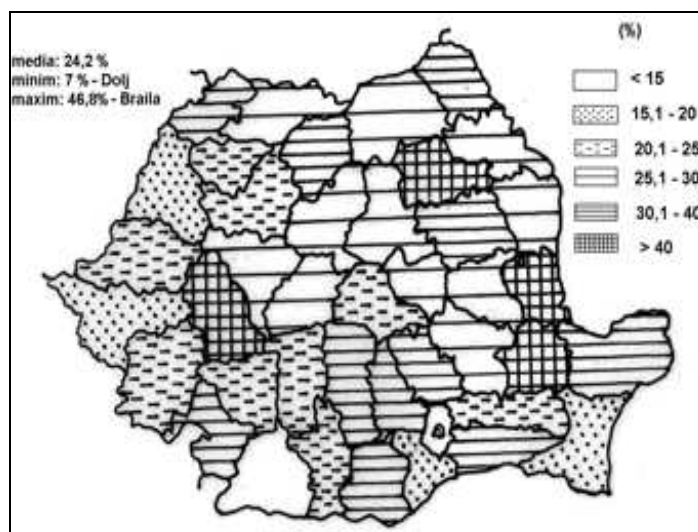 (%)
media: 24,2 %
minim: 7 % - Dolj
maxim: 46,8% - Braila
< 15
15,1 - 20
20,1 - 25
25,1 - 30
30,1 - 40
> 40